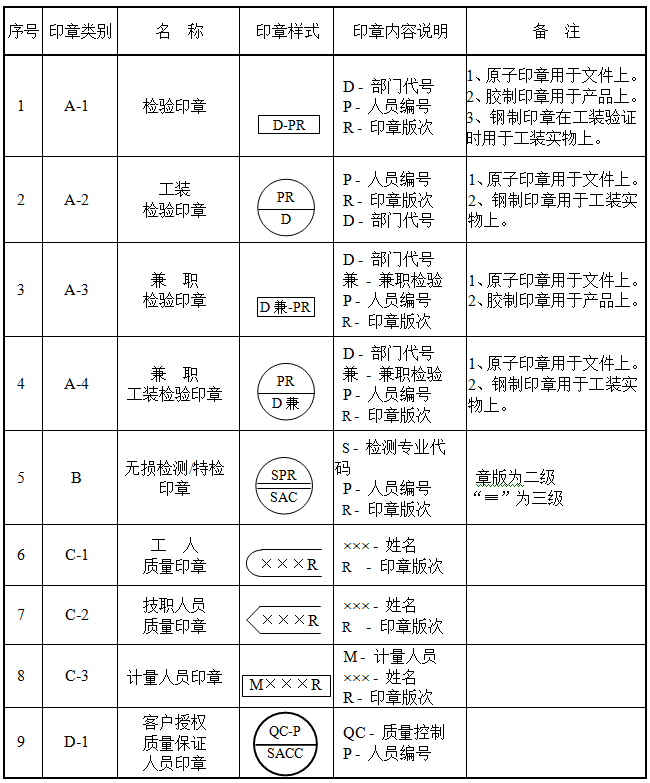 序号 印章类别 名 称 印章样式 印章内容说明 备 注
1 A-1 检验印章 D-PR
D - 部门代号
P - 人员编号
R - 印章版次
1、原子印章用于文件上。
2、胶制印章用于产品上。
3、钢制印章在工装验证
时用于工装实物上。
2 A-2
工装
检验印章
PR
D
P - 人员编号
R - 印章版次
D - 部门代号
1、原子印章用于文件上。
2、钢制印章用于工装实
物上。
3 A-3
兼 职
检验印章
D 兼-PR
D - 部门代号
兼 - 兼职检验
P - 人员编号
R - 印章版次
1、原子印章用于文件上。
2、胶制印章用于产品上。
4 A-4
兼 职
工装检验印章
PR
D 兼
D - 部门代号
兼 - 兼职检验
P - 人员编号
R - 印章版次
1、原子印章用于文件上。
2、钢制印章用于工装实
物上。
5 B
无损检测/特检
印章
SPR
SAC
S - 检测专业代
码
P - 人员编号
R - 印章版次
章版为二级
“≡”为三级
6 C-1
工 人
质量印章
×××R
××× - 姓名
R - 印章版次
7 C-2
技职人员
质量印章
×××R
××× - 姓名
R - 印章版次
8 C-3 计量人员印章 M×××R
M - 计量人员
××× - 姓名
R - 印章版次
9 D-1
客户授权
质量保证
人员印章
QC-P
SACC
QC - 质量控制
P - 人员编号